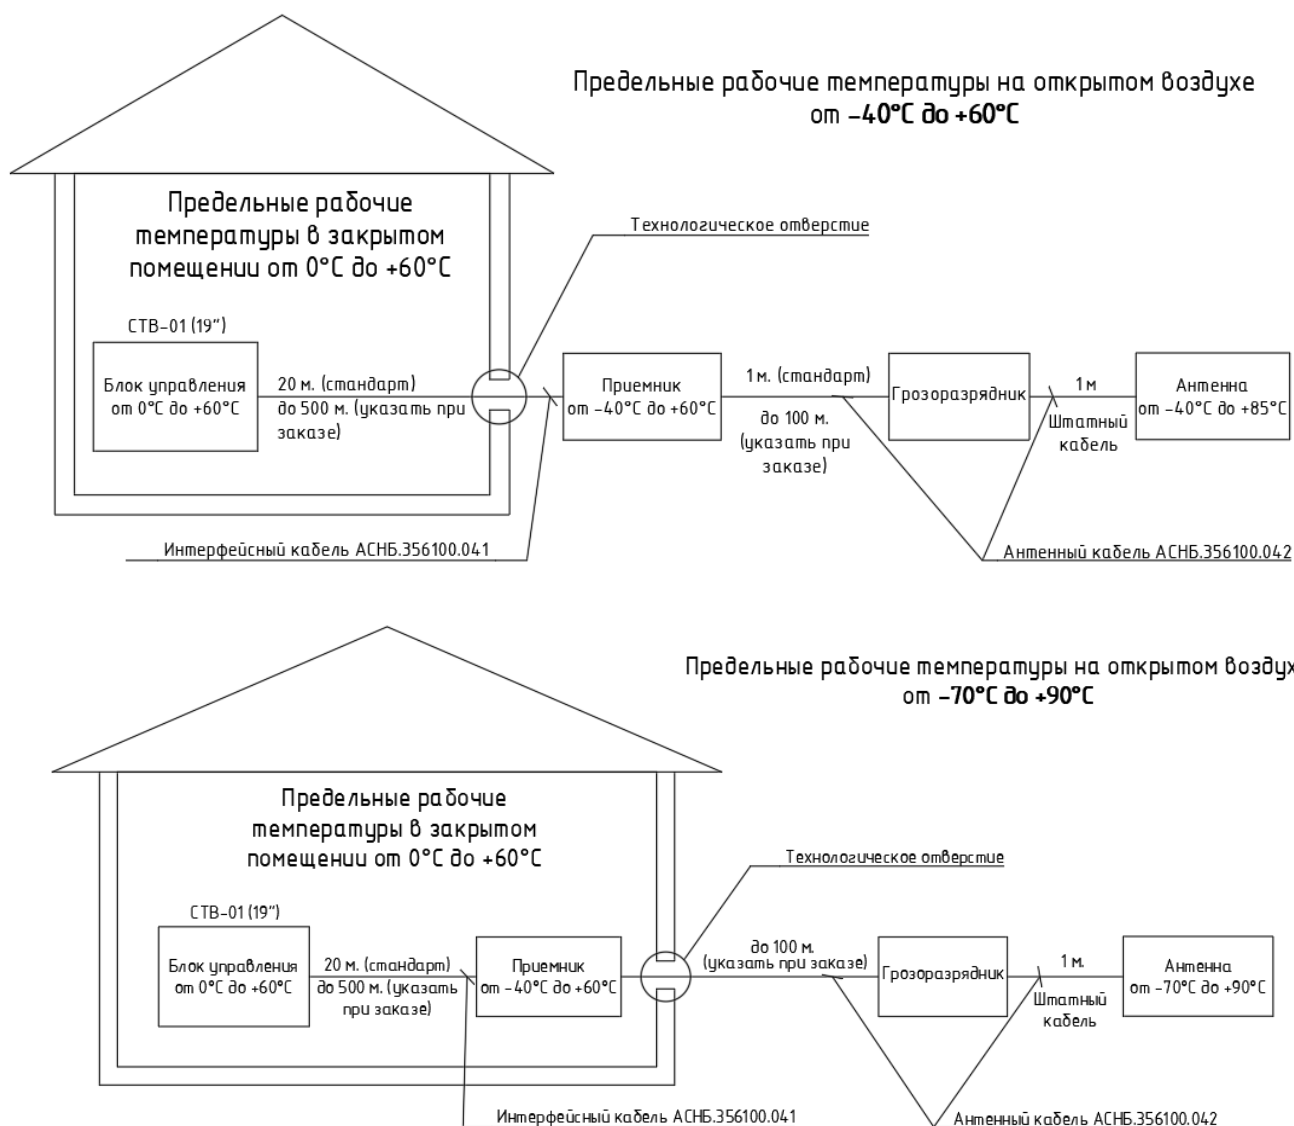 Предельные рабочие температуры на открытом воздухе
от -40°С до +60°С
Предельные рабочие
температуры в закрытом
помещении от 0°С до +60°С
Технологическое отверстие
СТВ-01 (19")
Блок управления
от 0°С до +60°С
20 м. (стандарт)
до 500 м. (указать при
заказе)
Приемник
от -40°С до +60°С
1 м. (стандарт)
до 100 м.
(указать при
заказе)
Грозоразрядник
1 м
Штатный
кабель
Антенна
от -40°С до +85°С
Интерфейсный кабель АСНБ.356100.041
Антенный кабель АСНБ.356100.042
Предельные рабочие температуры на открытом воздух
от -70°С до +90°С
Предельные рабочие
температуры в закрытом
помещении от 0°С до +60°С
Технологическое отверстие
СТВ-01 (19")
Блок управления
от 0°С до +60°С
20 м. (стандарт)
до 500 м. (указать
при заказе)
Приемник
от -40°С до +60°С
до 100 м.
(указать при заказе)
Грозоразрядник
1 м.
Штатный
кабель
Антенна
от -70°С до +90°С
Интерфейсный кабель АСНБ.356100.041
Антенный кабель АСНБ.356100.042